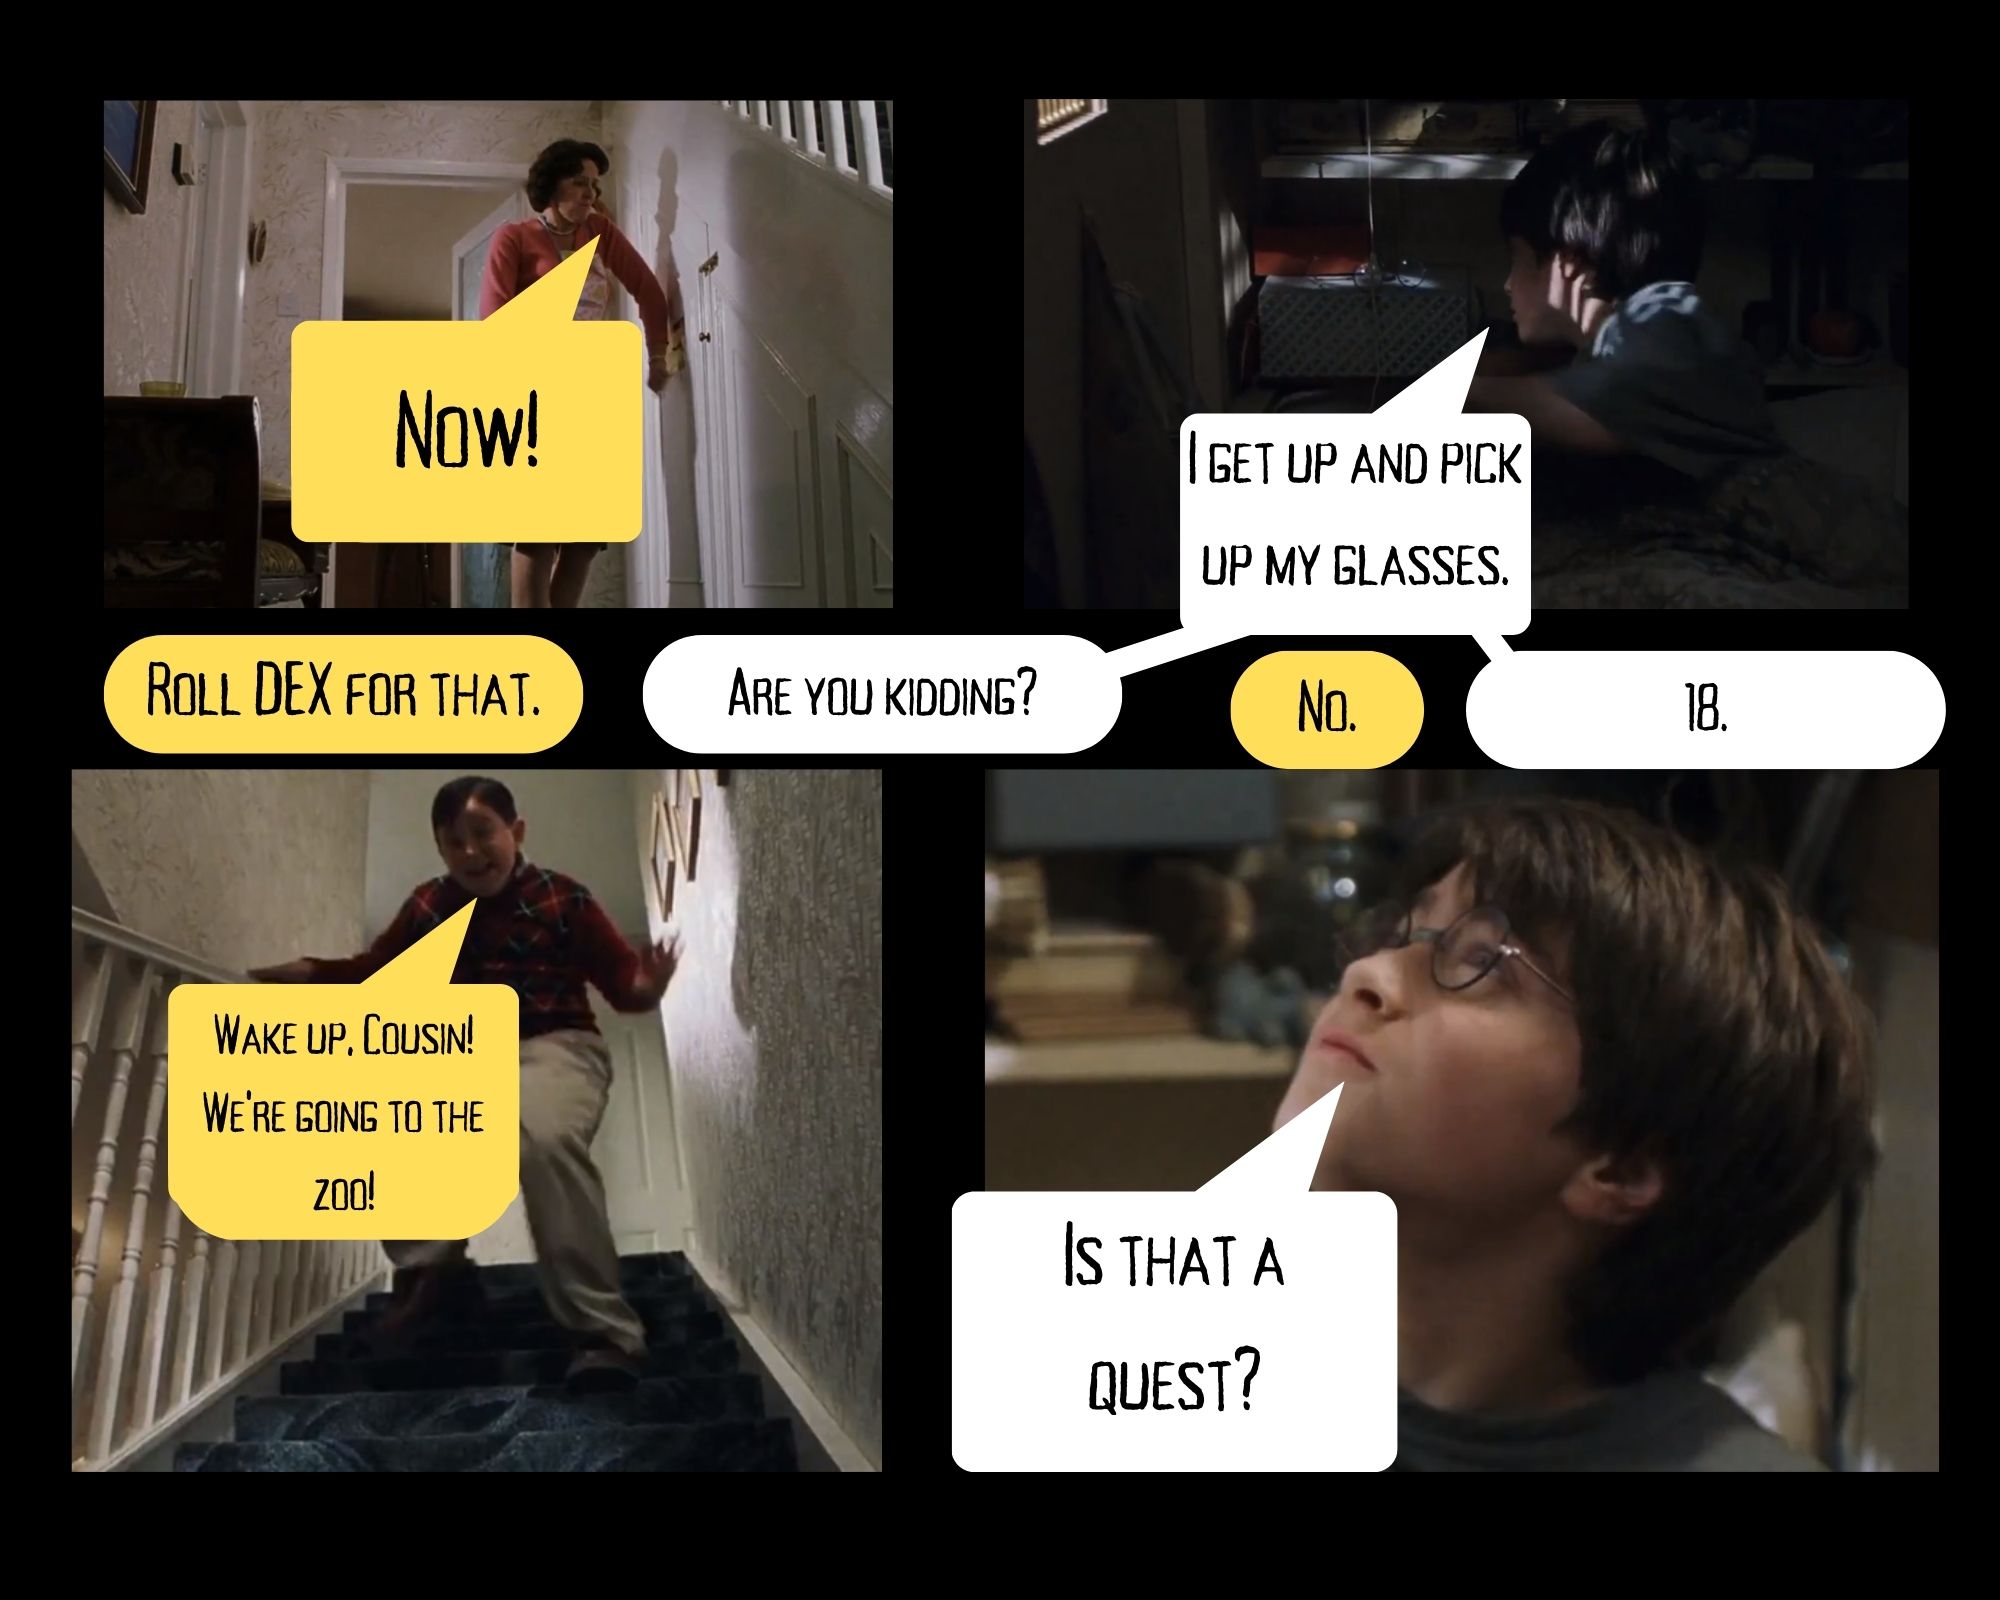 Now!
I get up and pick
up my glasses.
Roll DEX for that.
Are you kidding?
No.
18.
Wake up, Cousin!
We're going to the
zoo!
Is that a
quest?